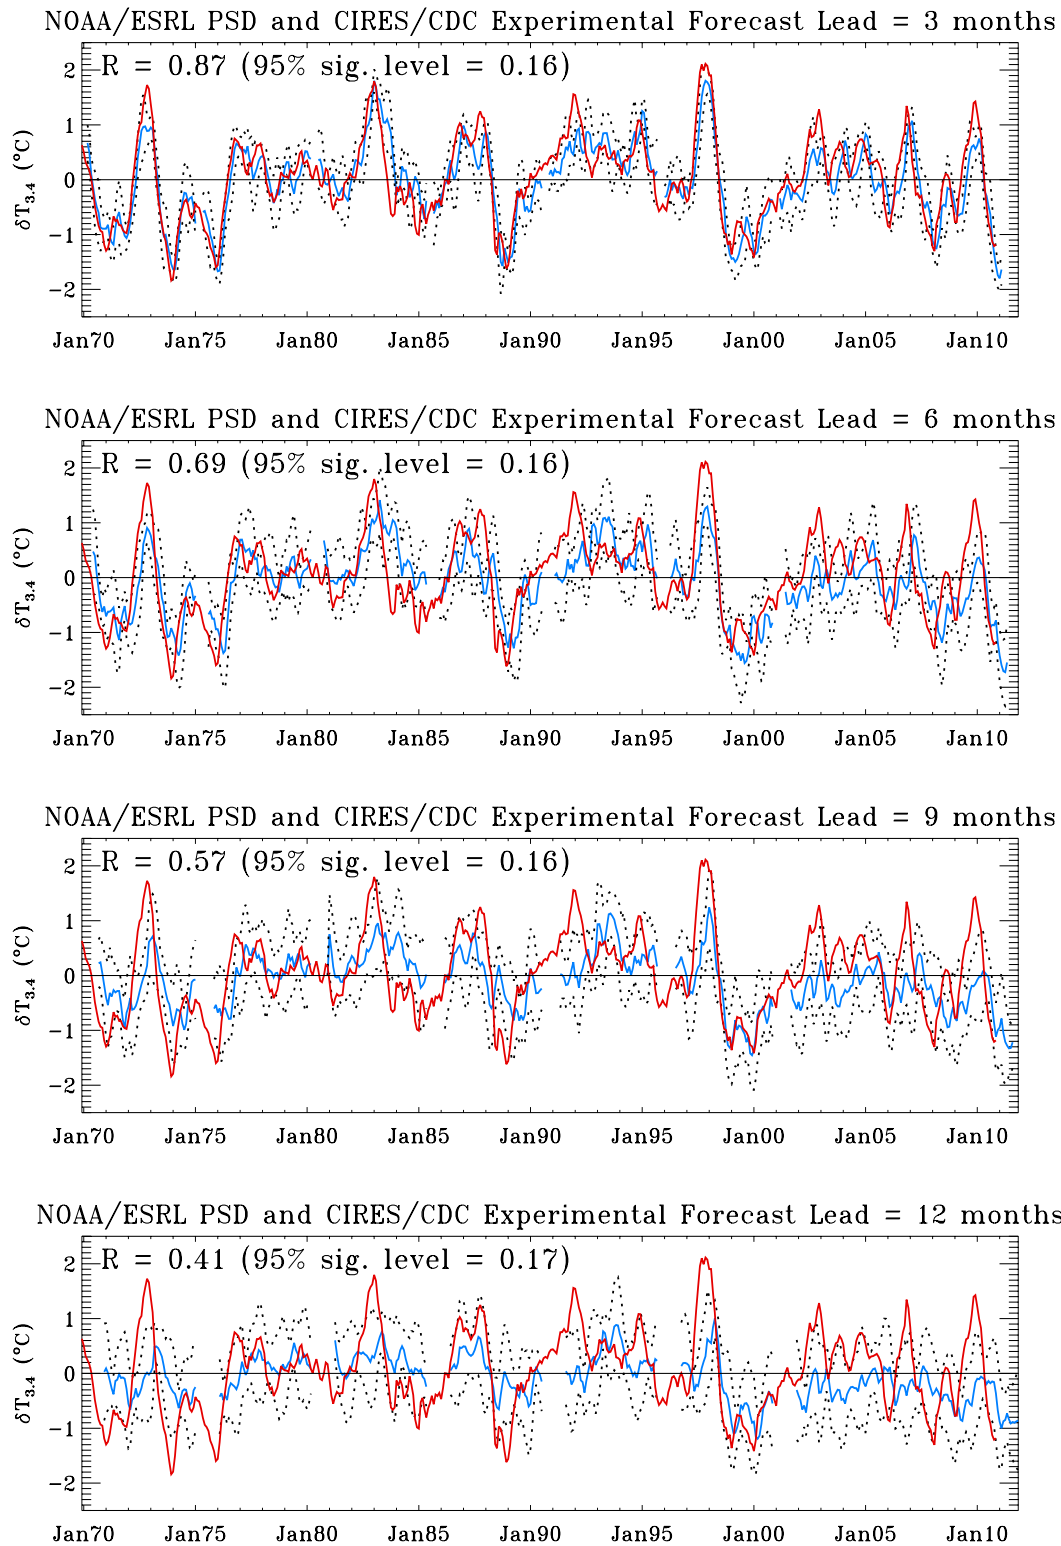 NOAA/ESRL PSD and CIRES/CDC Experimental Forecast Lead = 3 months
R = 0.87 (95% sig. level = 0.16)
δT3.4 (°C)
2
1
0
−1
−2
Jan70 Jan75 Jan80 Jan85 Jan90 Jan95 Jan00 Jan05 Jan10
NOAA/ESRL PSD and CIRES/CDC Experimental Forecast Lead = 6 months
R = 0.69 (95% sig. level = 0.16)
δT3.4 (°C)
2
1
0
−1
−2
Jan70 Jan75 Jan80 Jan85 Jan90 Jan95 Jan00 Jan05 Jan10
NOAA/ESRL PSD and CIRES/CDC Experimental Forecast Lead = 9 months
R = 0.57 (95% sig. level = 0.16)
δT3.4 (°C)
2
1
0
−1
−2
Jan70 Jan75 Jan80 Jan85 Jan90 Jan95 Jan00 Jan05 Jan10
NOAA/ESRL PSD and CIRES/CDC Experimental Forecast Lead = 12 months
R = 0.41 (95% sig. level = 0.17)
δT3.4 (°C)
2
1
0
−1
−2
Jan70 Jan75 Jan80 Jan85 Jan90 Jan95 Jan00 Jan05 Jan10